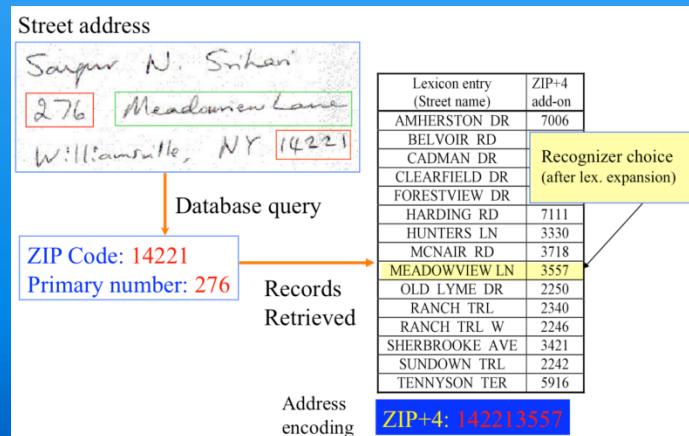 Street address
Sargur N. Srihari
276 Meadowview Lane
Williamsville, NY 14221
Database query
ZIP Code: 14221
Primary number: 276
Records
Retrieved
Lexicon entry
(Street name)
ZIP+4
add-on
AMHERSTON DR 7006
BELVOIR RD
CADMAN DR
CLEARFIELD DR
FORESTVIEW DR
HARDING RD 7111
HUNTERS LN 3330
MCNAIR RD 3718
MEADOWVIEW LN 3557
OLD LYME DR 2250
RANCH TRL 2340
RANCH TRL W 2246
SHERBROOKE AVE 3421
SUNDOWN TRL 2242
TENNYSON TER 5916
Recognizer choice
(after lex. expansion)
Address
encoding
ZIP+4: 142213557